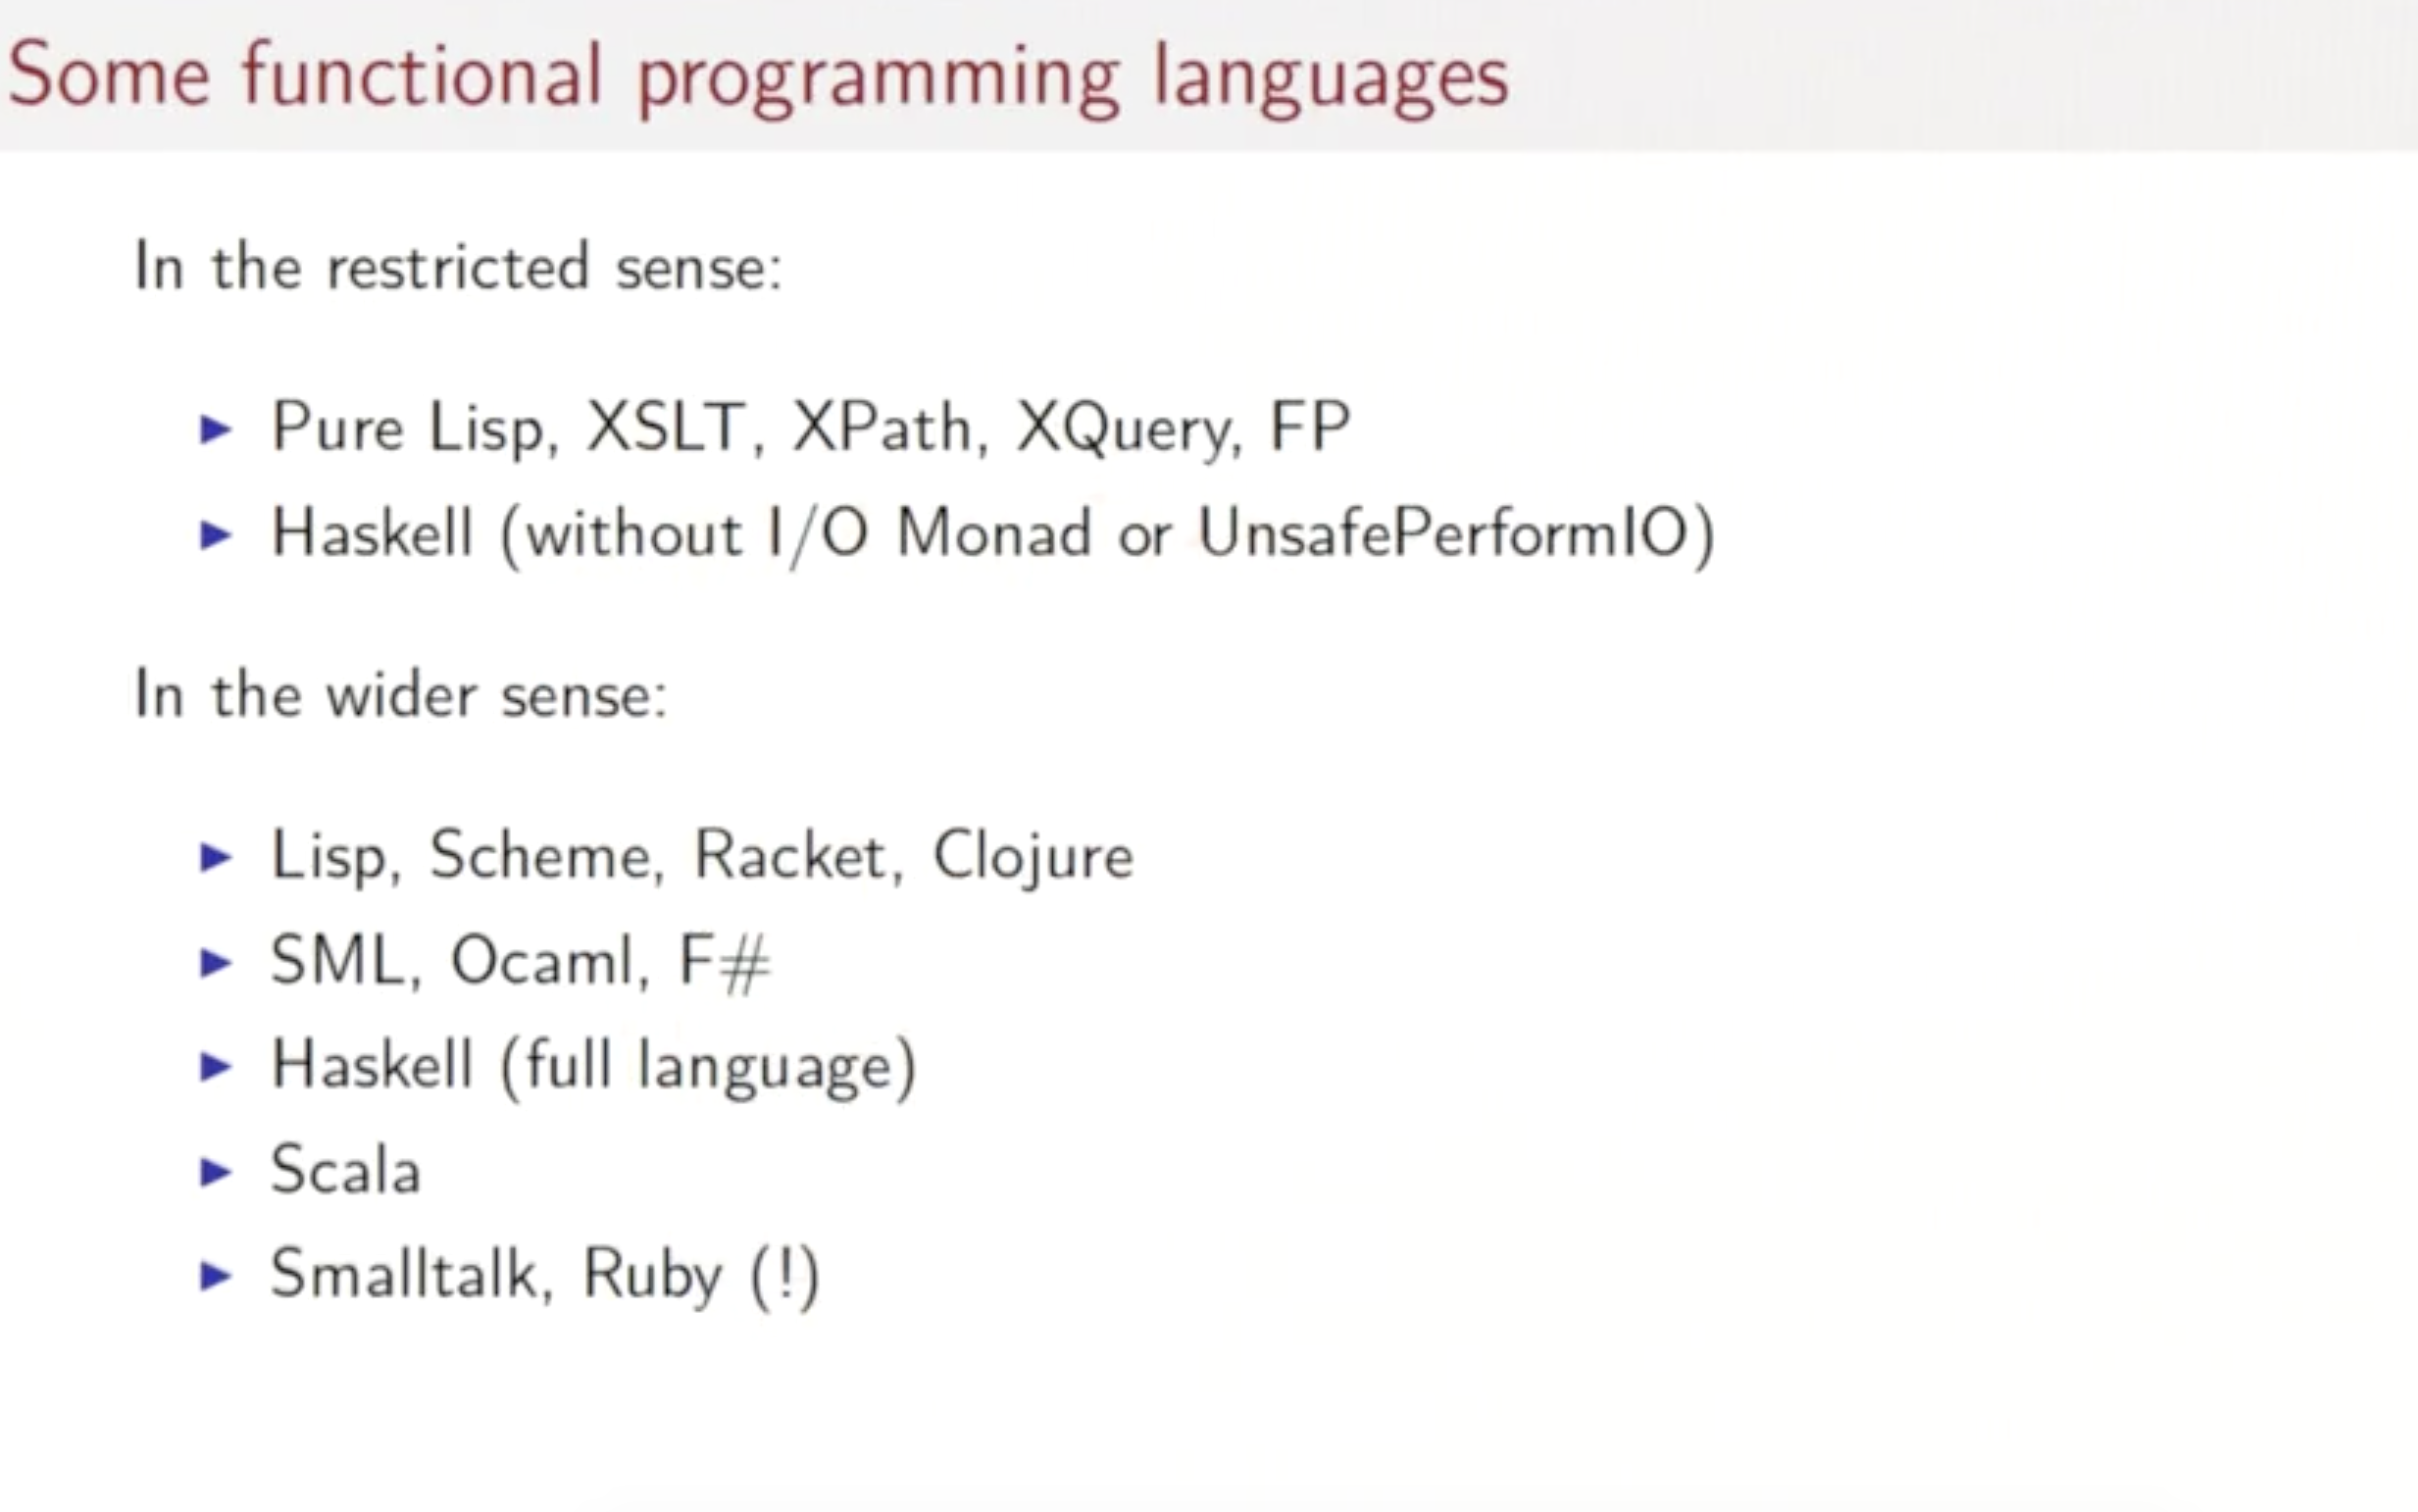 Some functional programming languages
In the restricted sense:
▶ Pure Lisp, XSLT, XPath, XQuery, FP
▶ Haskell (without I/O Monad or UnsafePerformIO)
In the wider sense:
▶ Lisp, Scheme, Racket, Clojure
▶ SML, Ocaml, F#
▶ Haskell (full language)
▶ Scala
▶ Smalltalk, Ruby (!)